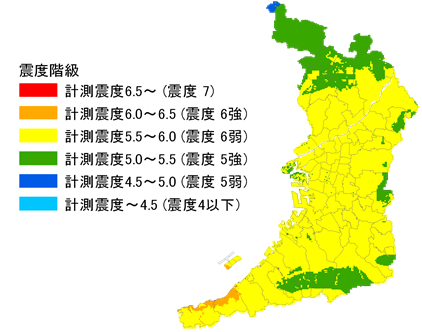 震度階級
計測震度6.5～ (震度 7)
計測震度6.0～6.5 (震度 6強)
計測震度5.5～6.0 (震度 6弱)
計測震度5.0～5.5 (震度 5強)
計測震度4.5～5.0 (震度 5弱)
計測震度～4.5 (震度4以下)